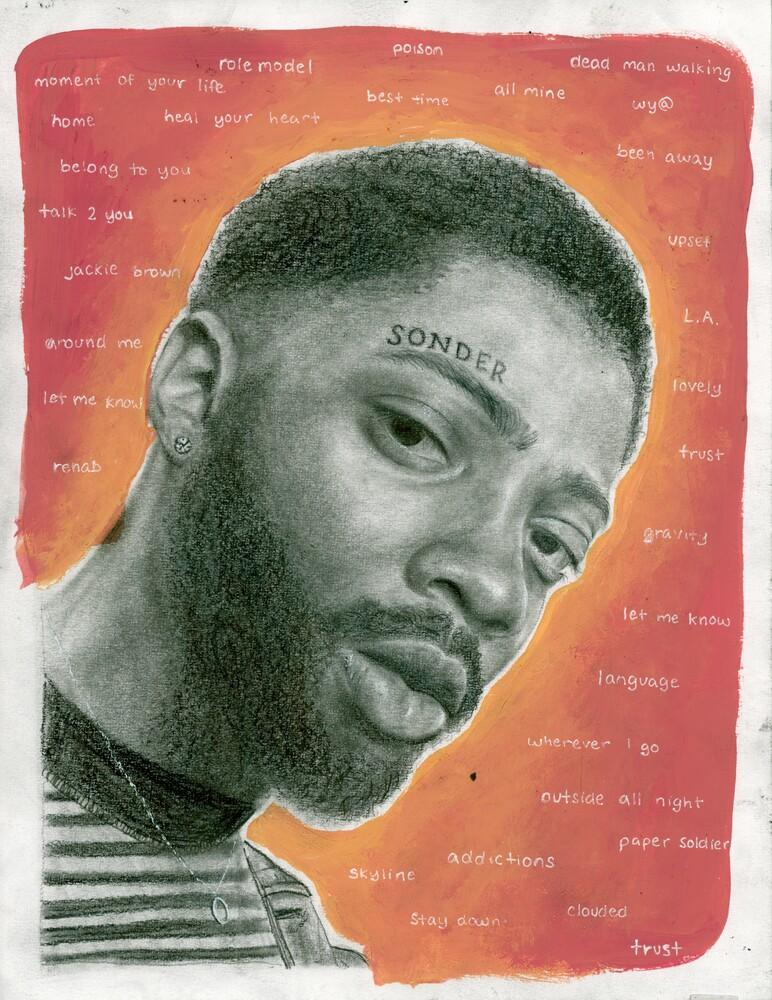 poison
role model
dead man walking
moment of your life
best time
all mine
wy@
home
heal your heart
been away
belong to you
talk 2 you
upset
jackie brown
L.A.
SONDER
around me
lovely
let me know
trust
rehab
gravity
let me know
language
wherever I go
outside all night
paper soldier
addictions
skyline
clouded
stay down
trust